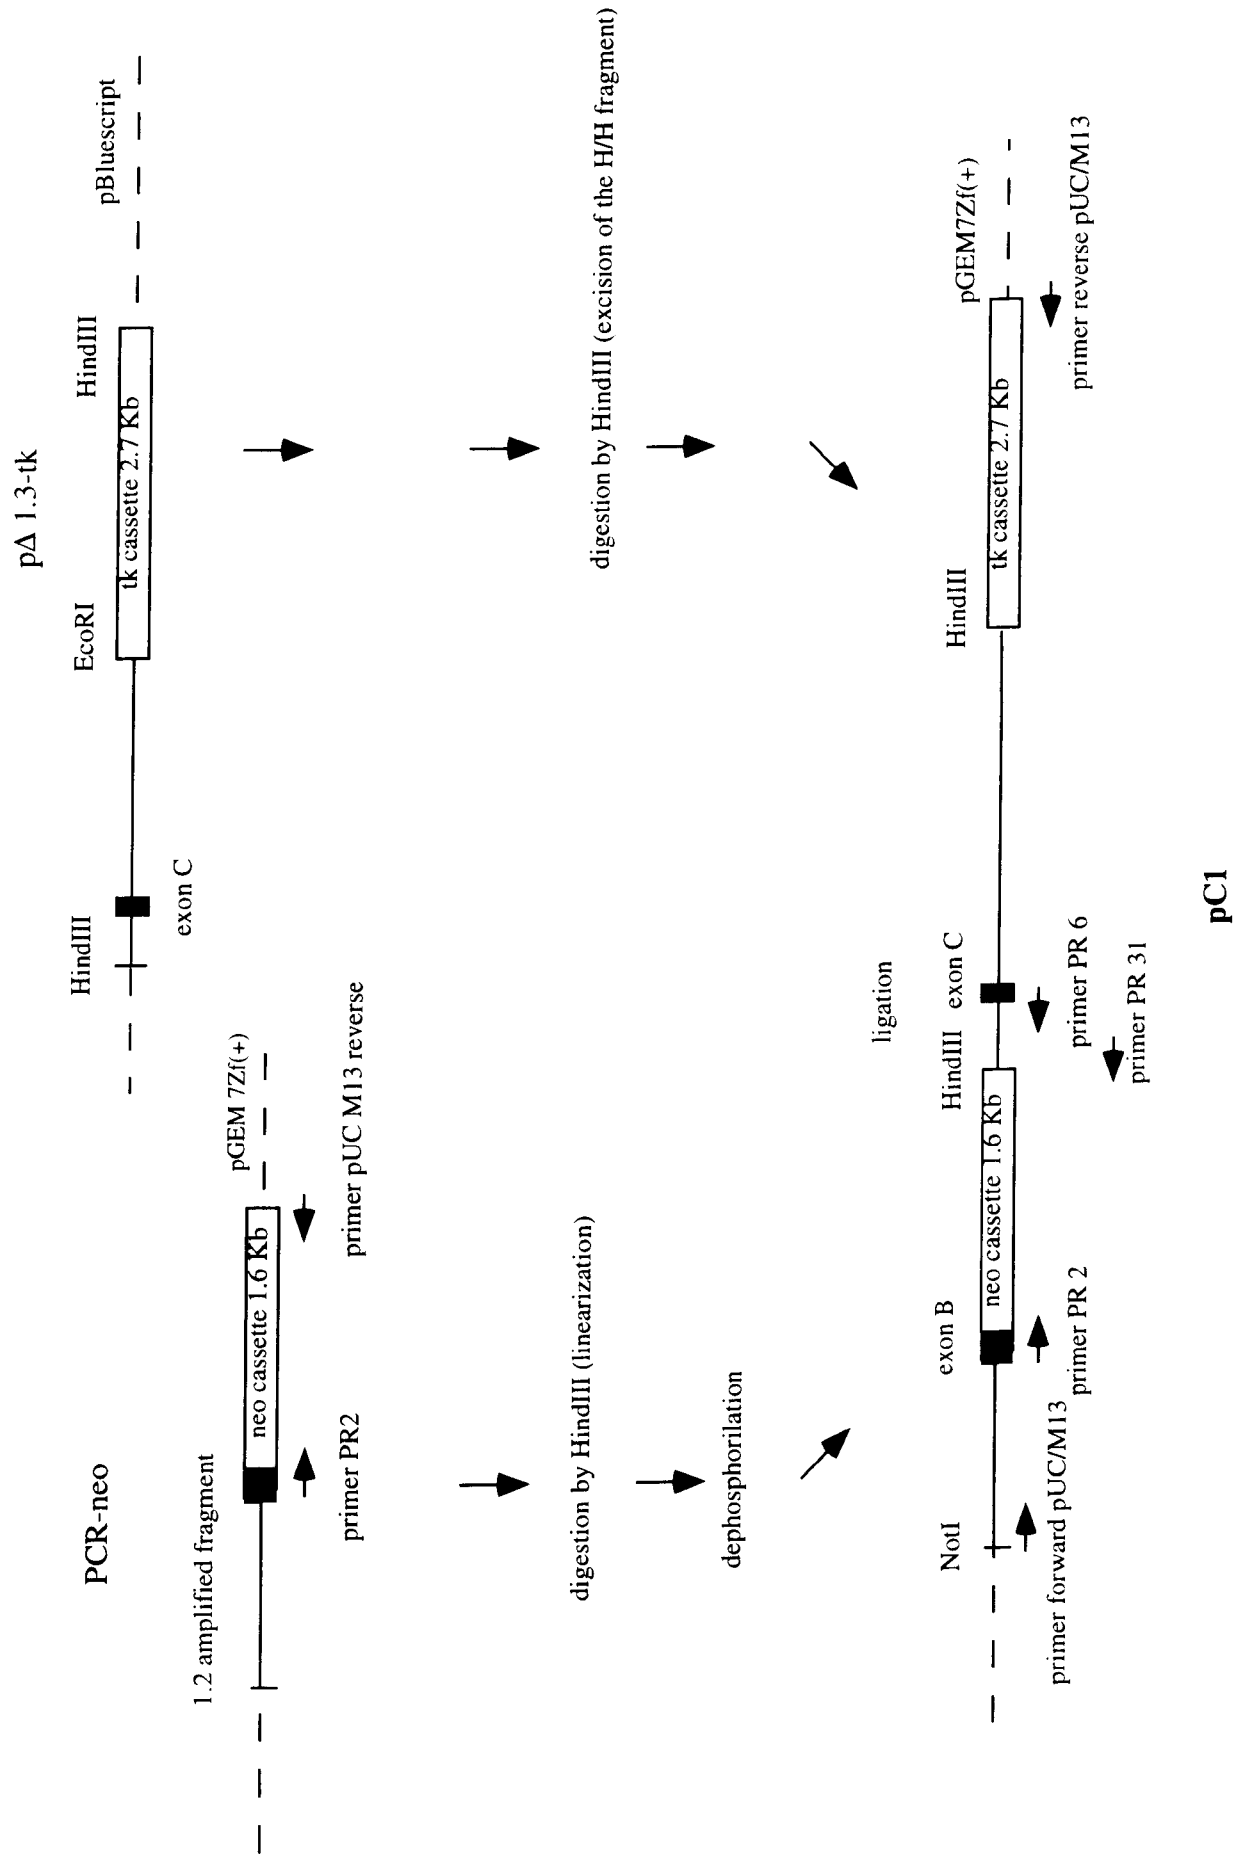 pΔ 1.3-tk
HindIII
EcoRI
HindIII
pBluescript
tk cassette 2.7 Kb
exon C
PCR-neo
1.2 amplified fragment
pGEM 7Zf(+)
neo cassette 1.6 Kb
primer PR2
primer pUC M13 reverse
digestion by HindIII (linearization)
digestion by HindIII (excision of the H/H fragment)
dephosphorilation
ligation
NotI
exon B
HindIII
exon C
HindIII
pGEM7Zf(+)
neo cassette 1.6 Kb
tk cassette 2.7 Kb
primer forward pUC/M13
primer PR 2
primer PR 6
primer reverse pUC/M13
primer PR 31
pC1